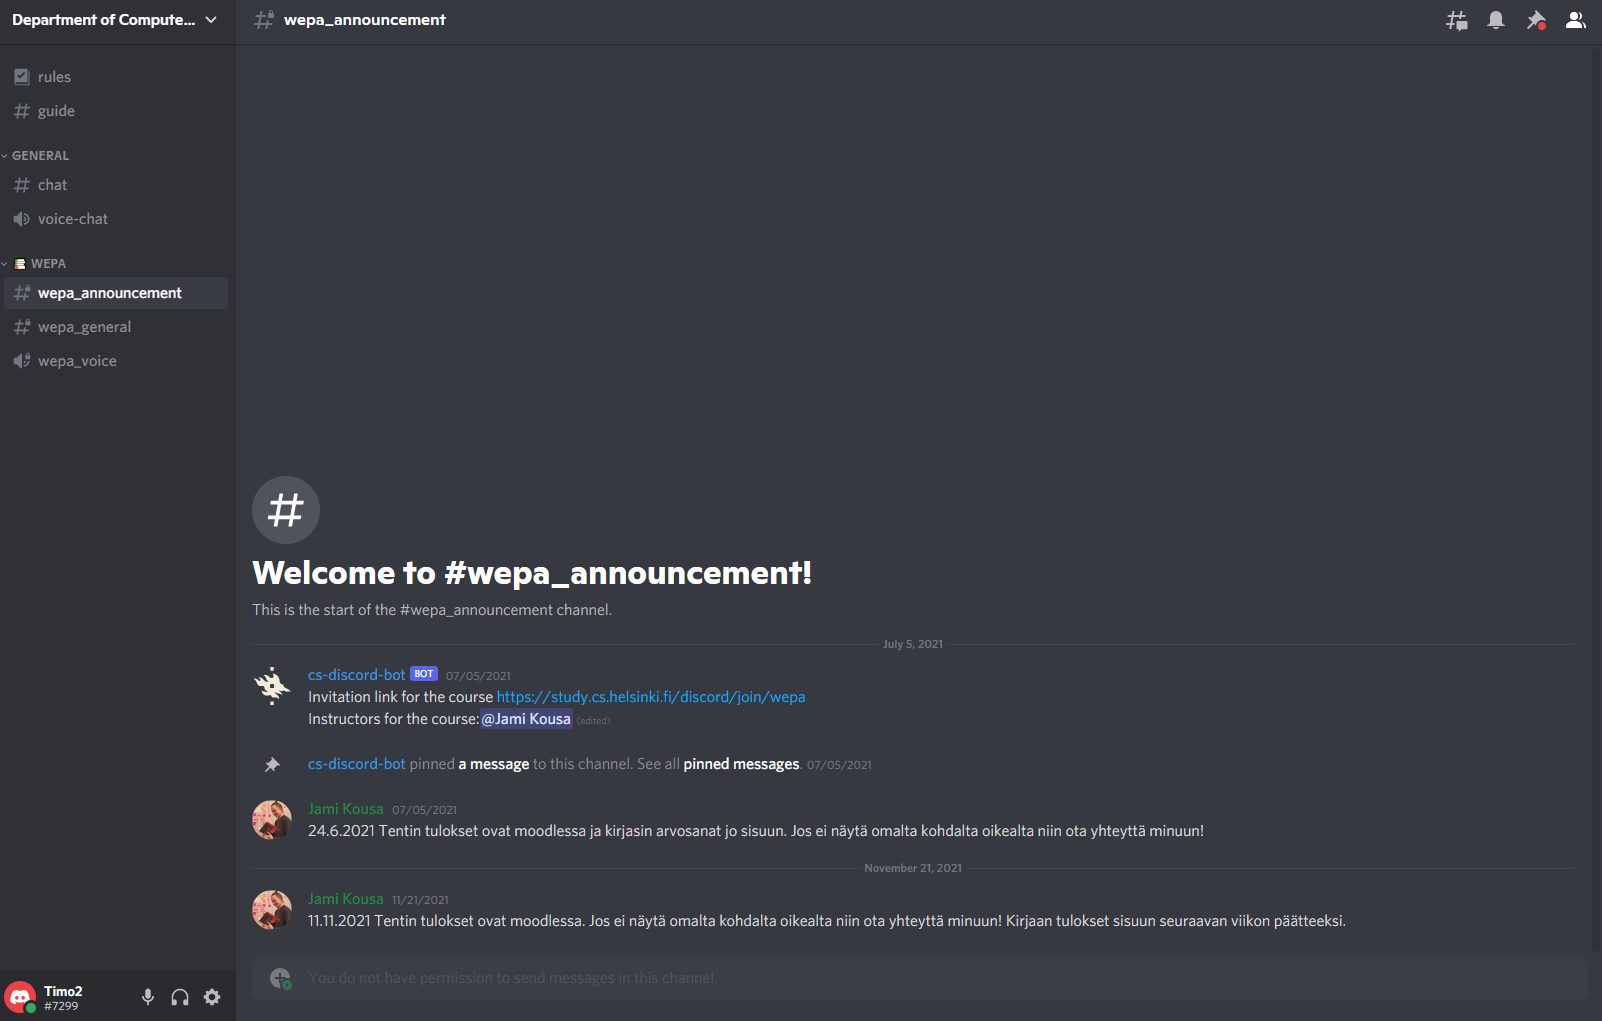 Department of Compute...
wepa_announcement
rules
guide
GENERAL
chat
voice-chat
WEPA
wepa_announcement
wepa_general
wepa_voice
Welcome to #wepa_announcement!
This is the start of the #wepa_announcement channel.
July 5, 2021
cs-discord-bot BOT 07/05/2021
Invitation link for the course https://study.cs.helsinki.fi/discord/join/wepa
Instructors for the course:@Jami Kousa (edited)
cs-discord-bot pinned a message to this channel. See all pinned messages. 07/05/2021
Jami Kousa 07/05/2021
24.6.2021 Tentin tulokset ovat moodlessa ja kirjasin arvosanat jo sisuun. Jos ei näytä omalta kohdalta oikealta niin ota yhteyttä minuun!
November 21, 2021
Jami Kousa 11/21/2021
11.11.2021 Tentin tulokset ovat moodlessa. Jos ei näytä omalta kohdalta oikealta niin ota yhteyttä minuun! Kirjaan tulokset sisuun seuraavan viikon päätteeksi.
You do not have permission to send messages in this channel.
Timo2
#7299